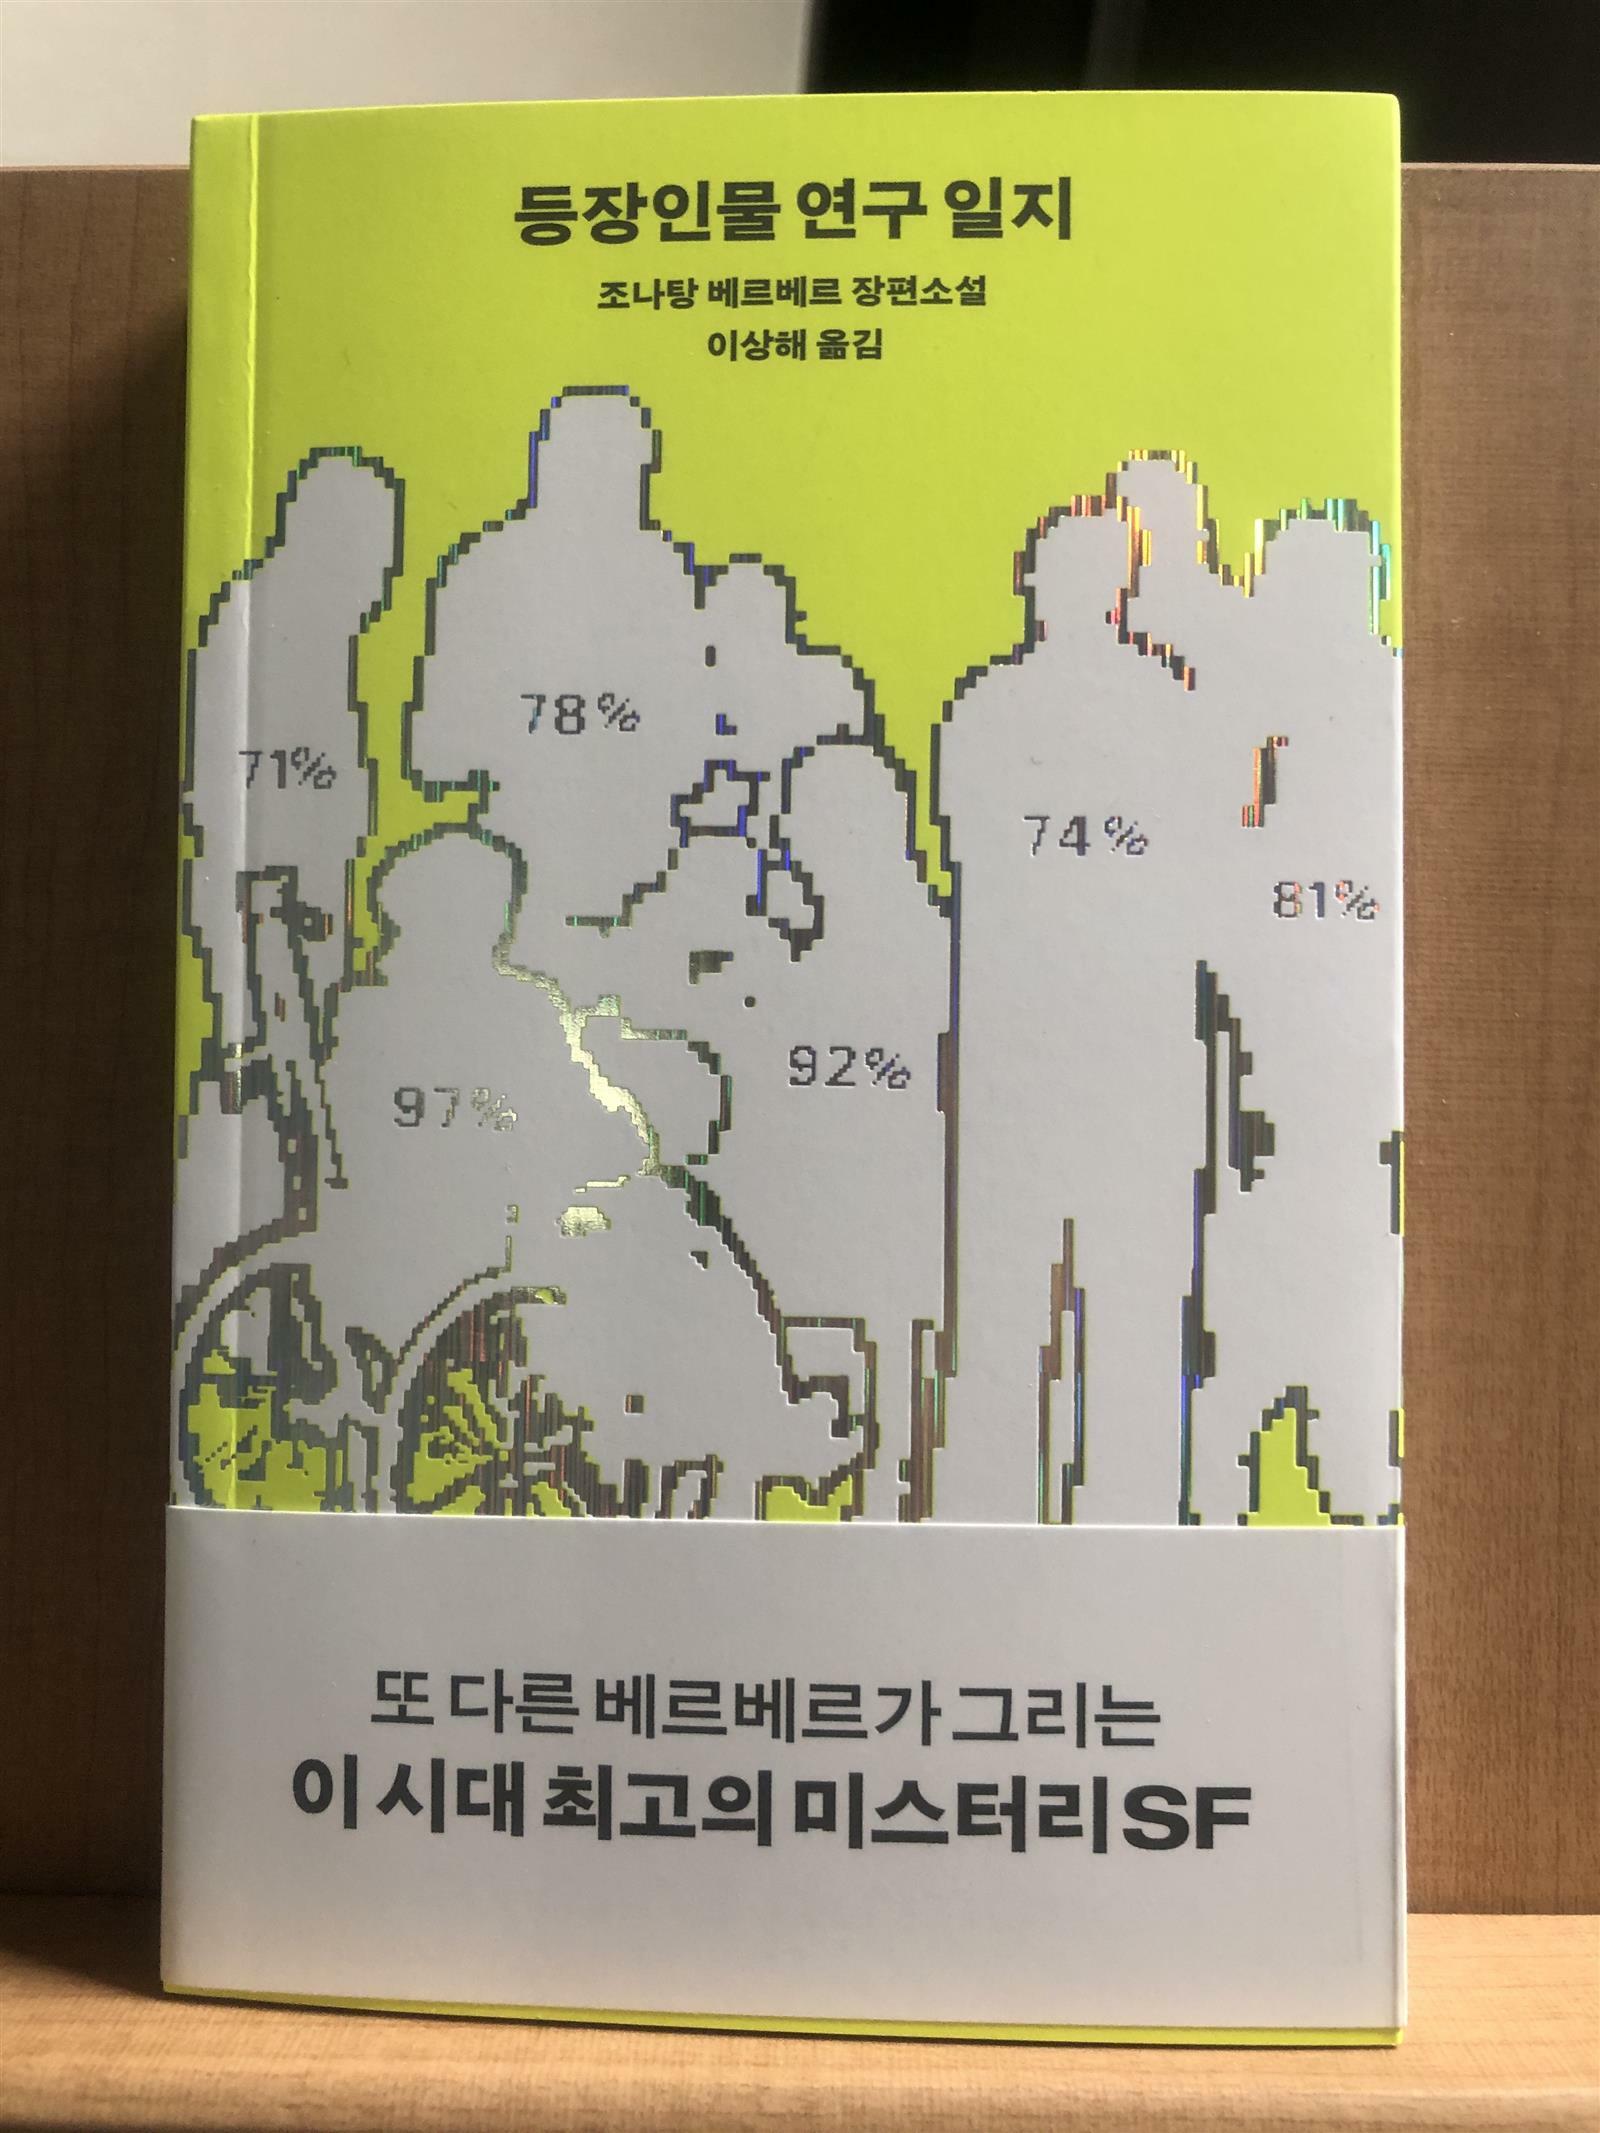 등장인물 연구 일지
조나탕 베르베르 장편소설
이상해 옮김
78%
71%
74%
81%
92%
97%
또 다른 베르베르가 그리는
이 시대 최고의 미스터리SF